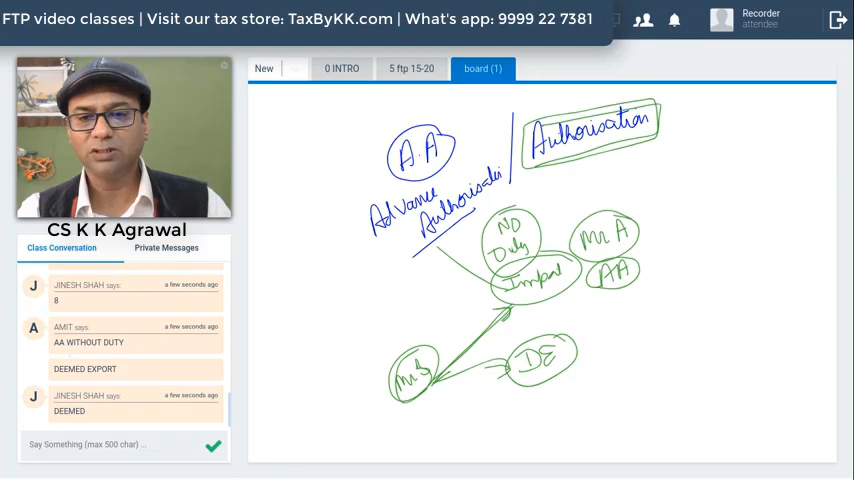 FTP video classes | Visit our tax store: TaxByKK.com | What's app: 9999 22 7381
Recorder
attendee
New
0 INTRO
5 ftp 15-20
board (1)
CS K K Agrawal
Class Conversation
Private Messages
J
JINESH SHAH says:
a few seconds ago
8
A
AMIT says:
a few seconds ago
AA WITHOUT DUTY
DEEMED EXPORT
J
JINESH SHAH says:
a few seconds ago
DEEMED
Say Something (max 500 char) ...
A.A
Authorisation
Advance
NO
Duty
Mr A
AA
DE